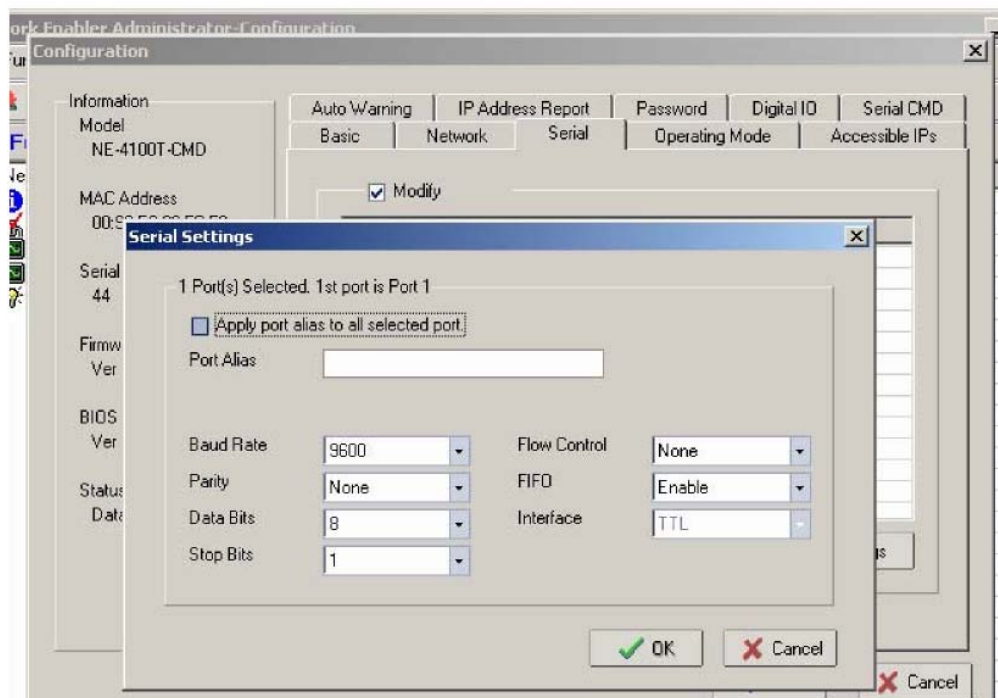 ork Enabler Administrator-Configuration
Configuration
Information
Model
NE-4100T-CMD
MAC Address
Serial
44
Firmw
Ver
BIOS
Ver
Status
Data
Auto Warning
IP Address Report
Password
Digital IO
Serial CMD
Basic
Network
Serial
Operating Mode
Accessible IPs
Modify
Serial Settings
1 Port(s) Selected. 1st port is Port 1
Apply port alias to all selected port.
Port Alias
Baud Rate
9600
Flow Control
None
Parity
None
FIFO
Enable
Data Bits
8
Interface
TTL
Stop Bits
1
gs
OK
Cancel
Cancel